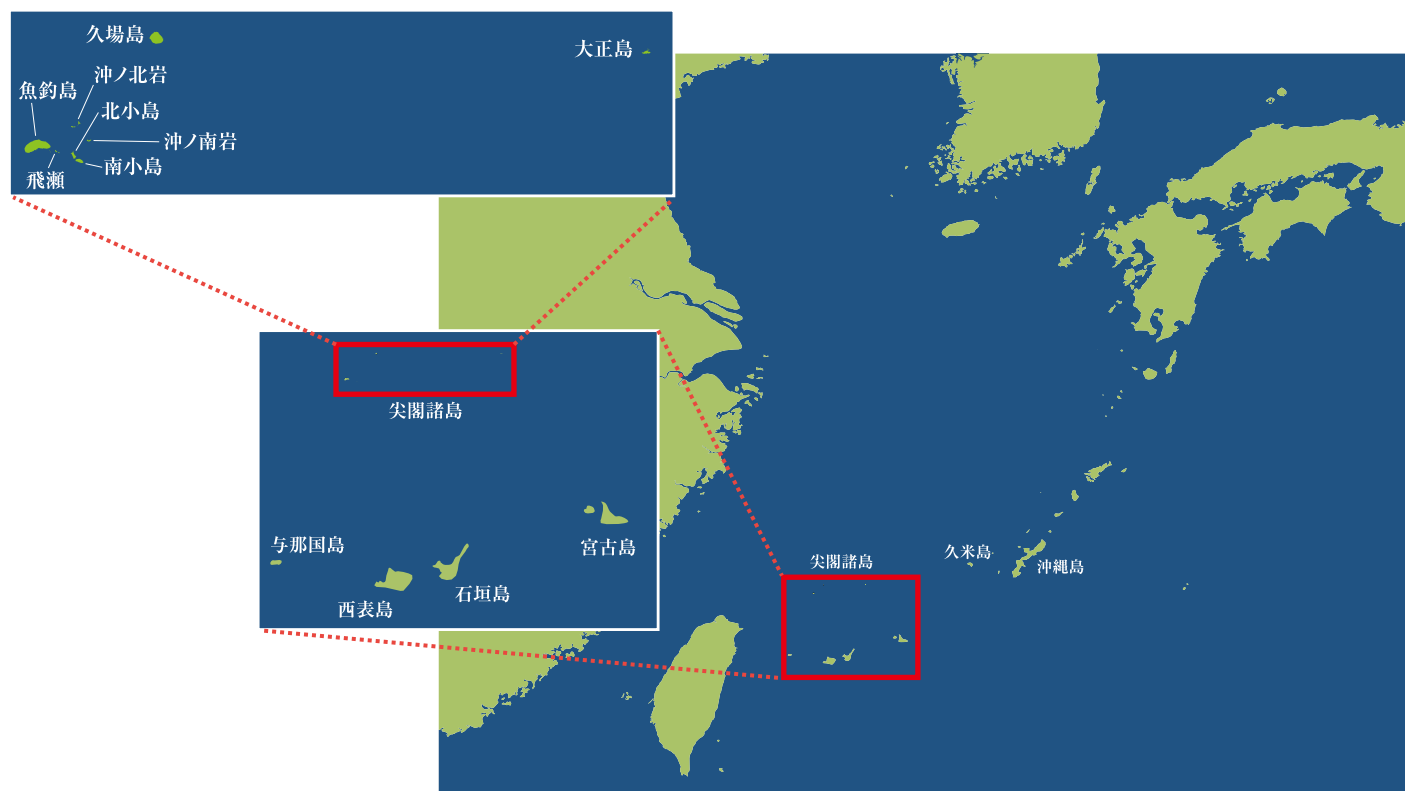 久場島
大正島
沖ノ北岩
魚釣島
北小島
沖ノ南岩
南小島
飛瀬
尖閣諸島
宮古島
与那国島
石垣島
西表島
久米島
尖閣諸島
沖縄島